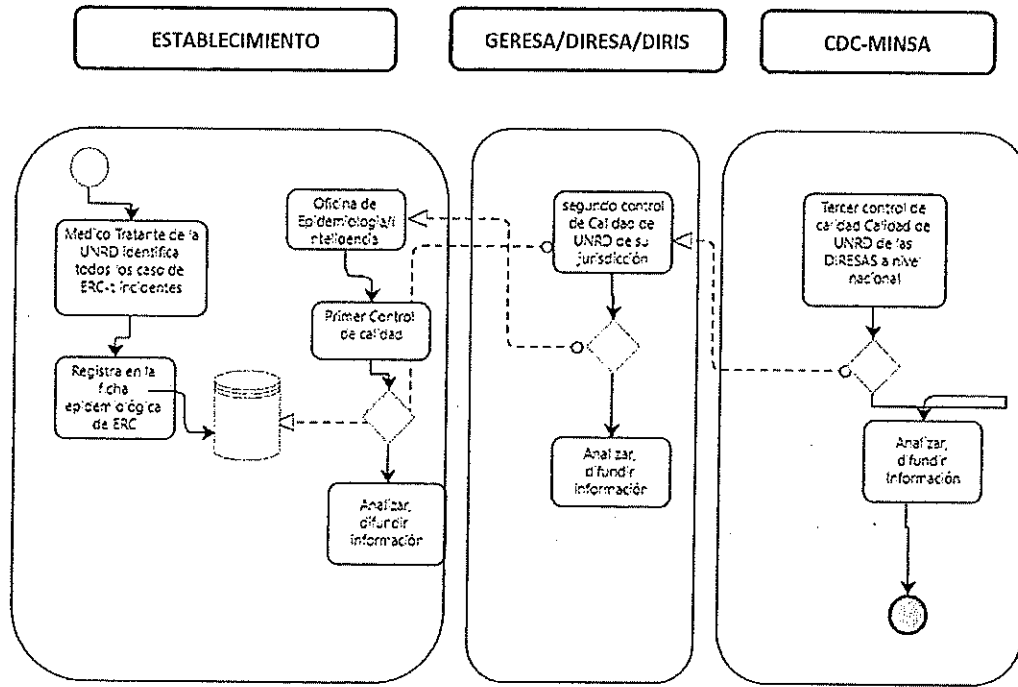 ESTABLECIMIENTO
GERESA/DIRESA/DIRIS
CDC-MINSA
Medico Tratante de la
UNRD identifica
todos los caso de
ERC-t incidentes
Registra en la
ficha
epidemiológica
de ERC
Oficina de
Epidemiologia/i
nteligencia
Primer Control
de calidad
Analizar,
difundir
información
segundo control
de Calidad de
UNRD de su
jurisdicción
Analizar,
difundir
información
Tercer control de
calidad Calidad de
UNRD de las
DIRESAS a nivel
nacional
Analizar,
difundir
Información